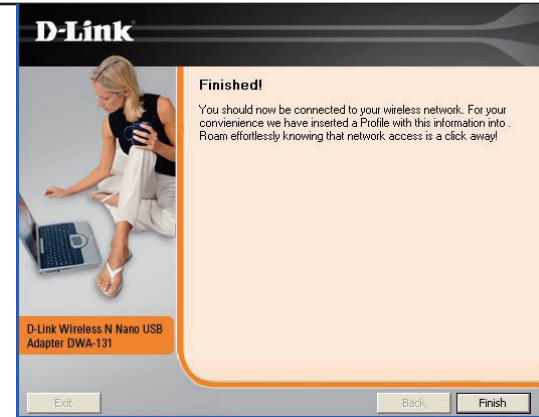 D-Link
Finished!
You should now be connected to your wireless network. For your
convienience we have inserted a Profile with this information into .
Roam effortlessly knowing that network access is a click away!
D-Link Wireless N Nano USB
Adapter DWA-131
Exit
Back
Finish